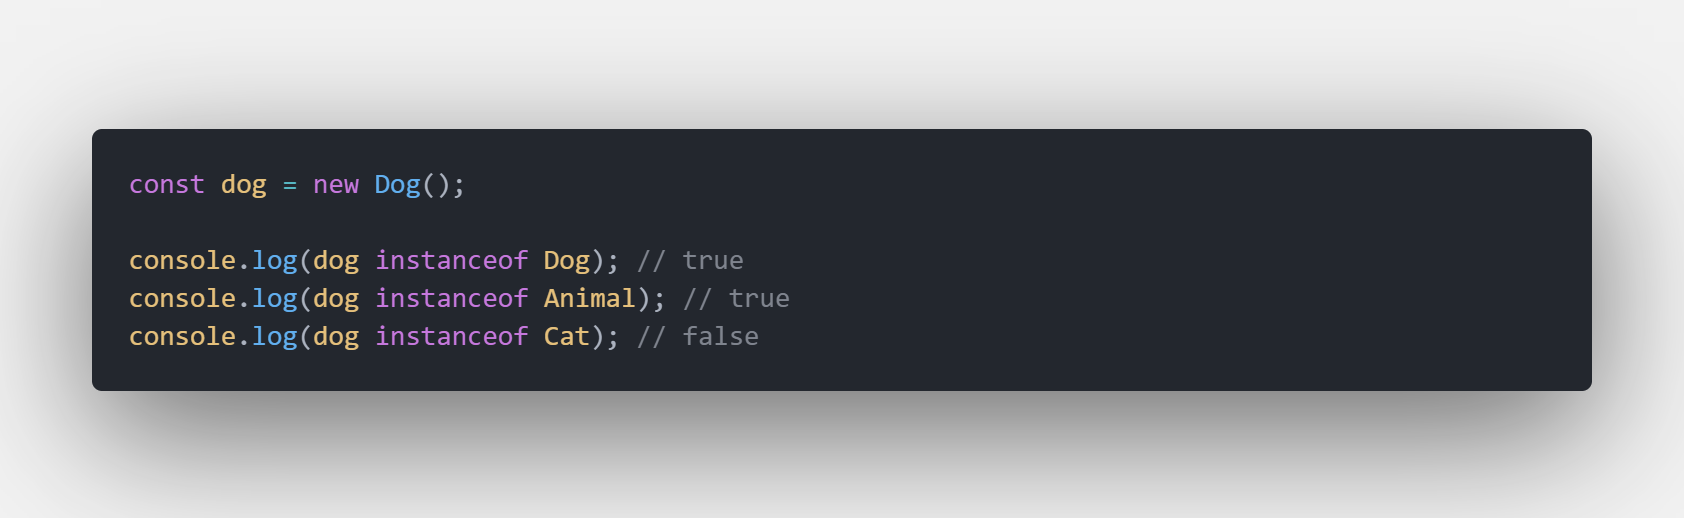 const dog = new Dog();
console.log(dog instanceof Dog); // true
console.log(dog instanceof Animal); // true
console.log(dog instanceof Cat); // false